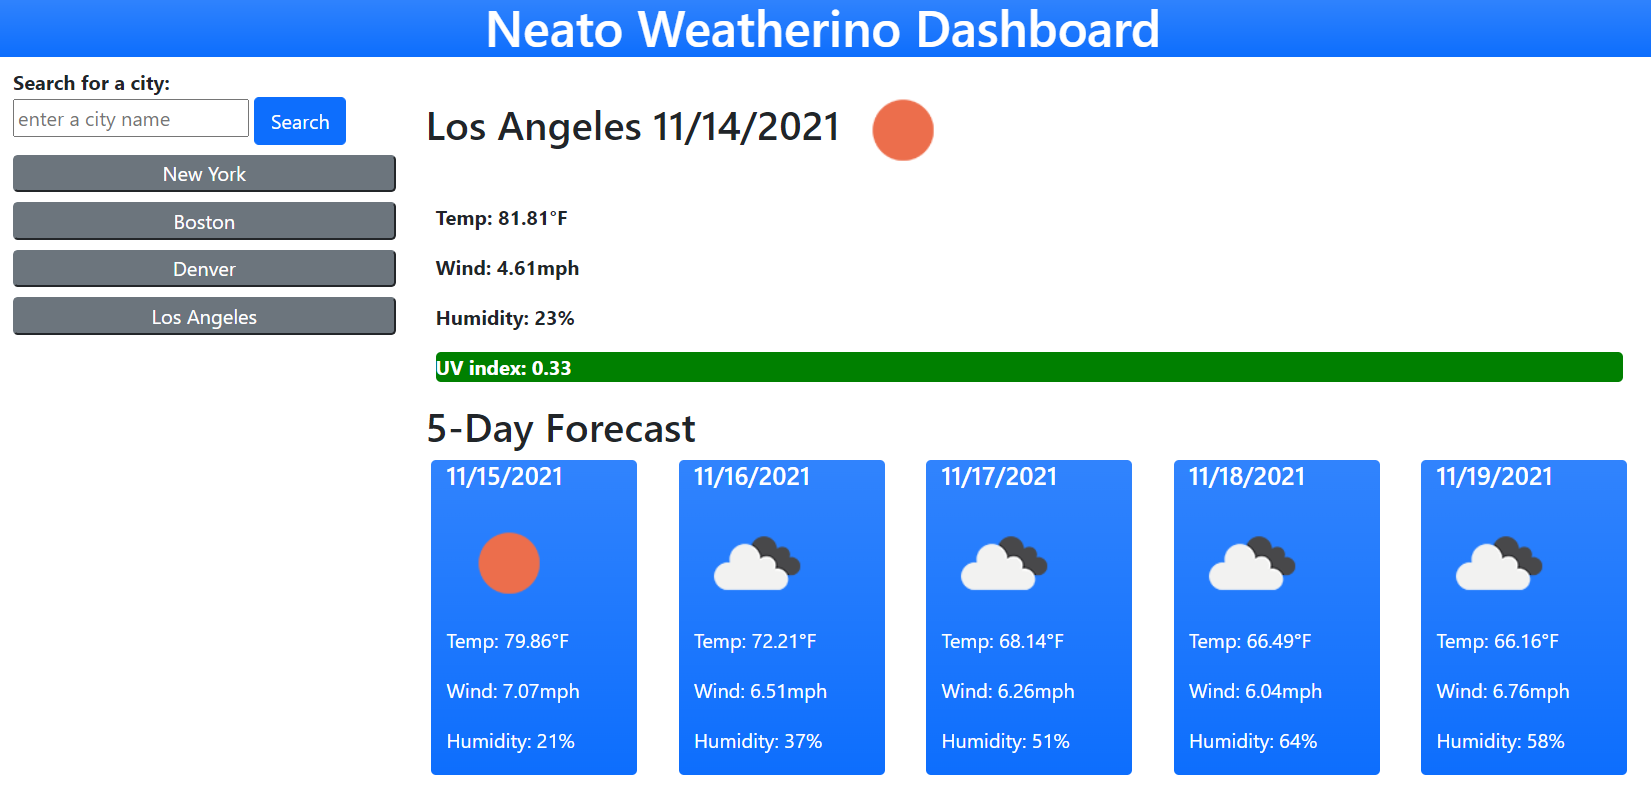 Neato Weatherino Dashboard
Search for a city:
enter a city name
Search
New York
Boston
Denver
Los Angeles
Los Angeles 11/14/2021
Temp: 81.81°F
Wind: 4.61mph
Humidity: 23%
UV index: 0.33
5-Day Forecast
11/15/2021
Temp: 79.86°F
Wind: 7.07mph
Humidity: 21%
11/16/2021
Temp: 72.21°F
Wind: 6.51mph
Humidity: 37%
11/17/2021
Temp: 68.14°F
Wind: 6.26mph
Humidity: 51%
11/18/2021
Temp: 66.49°F
Wind: 6.04mph
Humidity: 64%
11/19/2021
Temp: 66.16°F
Wind: 6.76mph
Humidity: 58%